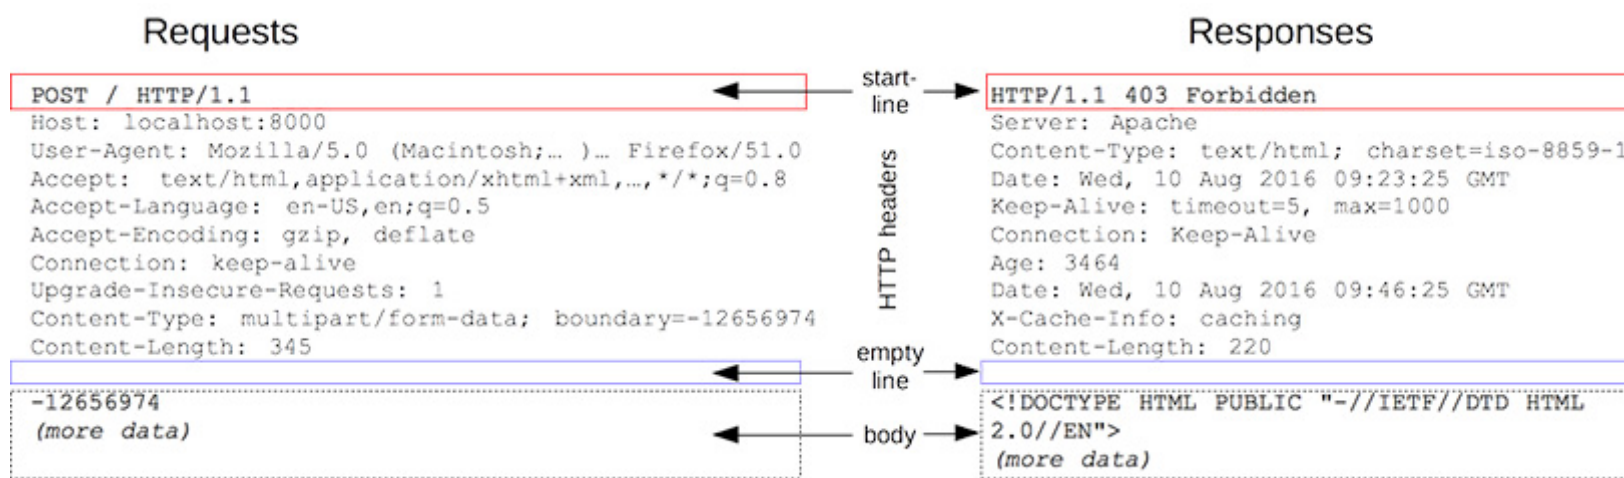 Requests
POST / HTTP/1.1
Host: localhost:8000
User-Agent: Mozilla/5.0 (Macintosh;… )… Firefox/51.0
Accept: text/html,application/xhtml+xml,…,*/*;q=0.8
Accept-Language: en-US,en;q=0.5
Accept-Encoding: gzip, deflate
Connection: keep-alive
Upgrade-Insecure-Requests: 1
Content-Type: multipart/form-data; boundary=-12656974
Content-Length: 345
-12656974
(more data)
start-
line
HTTP headers
empty
line
body
Responses
HTTP/1.1 403 Forbidden
Server: Apache
Content-Type: text/html; charset=iso-8859-1
Date: Wed, 10 Aug 2016 09:23:25 GMT
Keep-Alive: timeout=5, max=1000
Connection: Keep-Alive
Age: 3464
Date: Wed, 10 Aug 2016 09:46:25 GMT
X-Cache-Info: caching
Content-Length: 220
<!DOCTYPE HTML PUBLIC "-//IETF//DTD HTML
2.0//EN">
(more data)